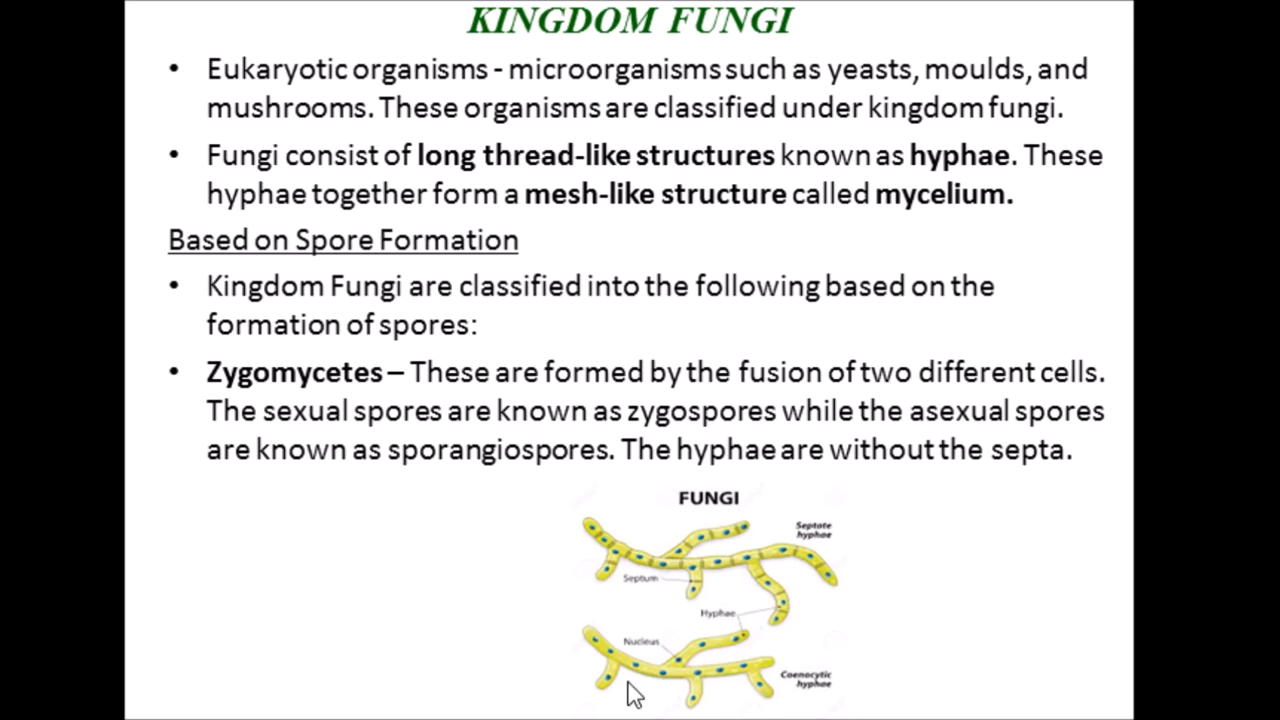 KINGDOM FUNGI
• Eukaryotic organisms - microorganisms such as yeasts, moulds, and
mushrooms. These organisms are classified under kingdom fungi.
• Fungi consist of long thread-like structures known as hyphae. These
hyphae together form a mesh-like structure called mycelium.
Based on Spore Formation
• Kingdom Fungi are classified into the following based on the
formation of spores:
• Zygomycetes – These are formed by the fusion of two different cells.
The sexual spores are known as zygospores while the asexual spores
are known as sporangiospores. The hyphae are without the septa.
FUNGI
Septate
hyphae
Septum
Hyphae
Nucleus
Coenocytic
hyphae